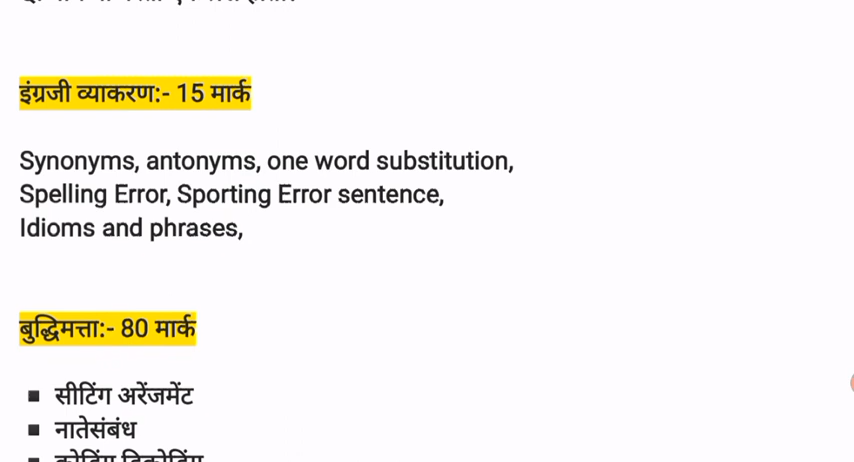 इंग्रजी व्याकरण:- 15 मार्क
Synonyms, antonyms, one word substitution,
Spelling Error, Sporting Error sentence,
Idioms and phrases,
बुद्धिमत्ता:- 80 मार्क
▪ सीटिंग अरेंजमेंट
▪ नातेसंबंध